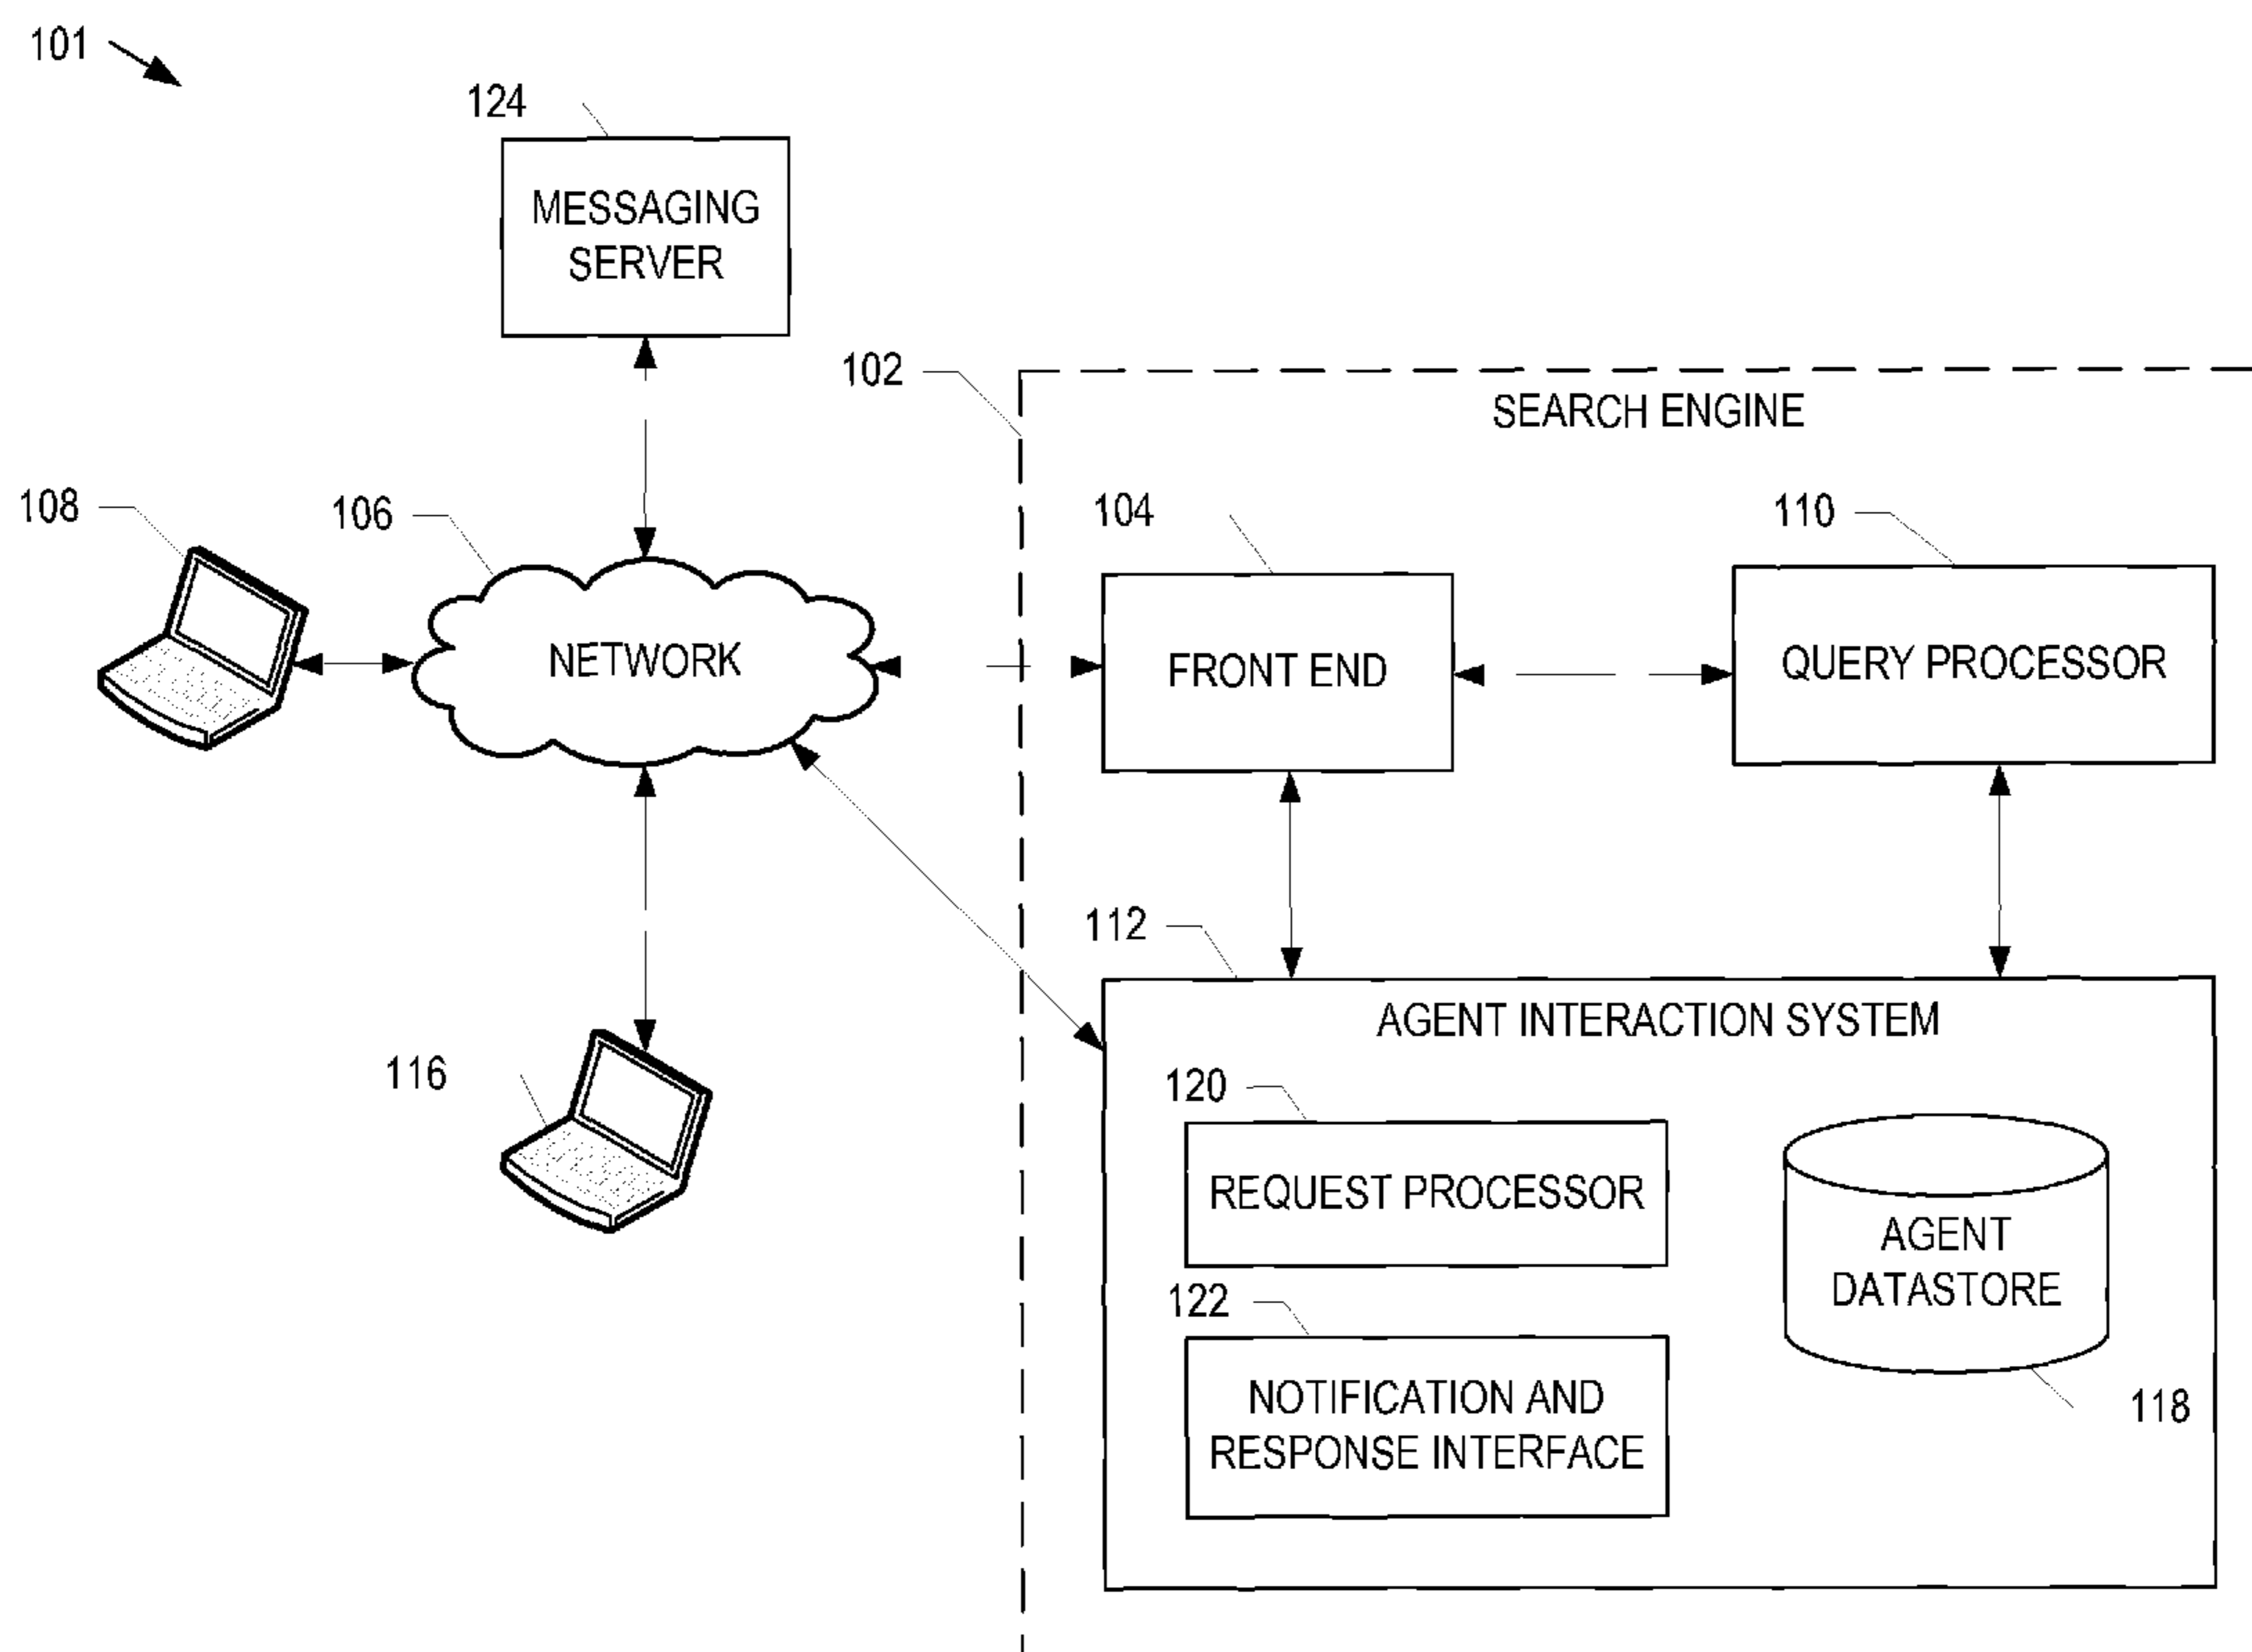 101
124
MESSAGING
SERVER
102
SEARCH ENGINE
108
106
104
110
NETWORK
FRONT END
QUERY PROCESSOR
112
AGENT INTERACTION SYSTEM
116
120
REQUEST PROCESSOR
AGENT
DATASTORE
122
NOTIFICATION AND
RESPONSE INTERFACE
118